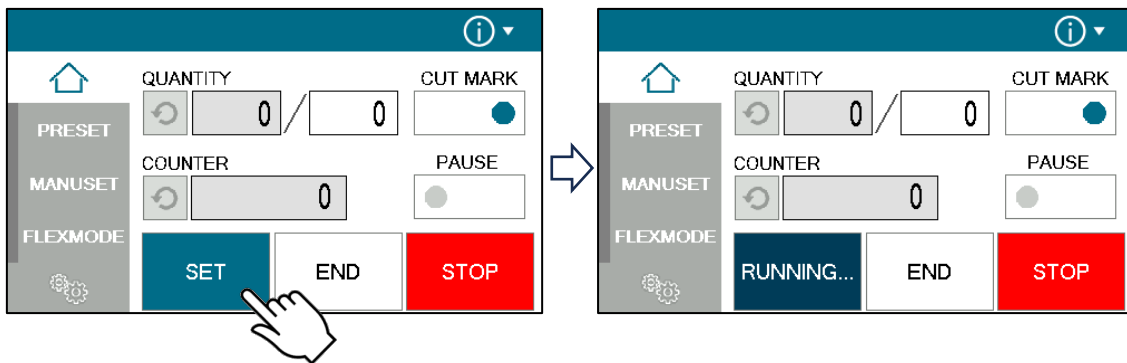 QUANTITY CUT MARK
0 / 0
PRESET
COUNTER PAUSE
MANUSET
0
FLEXMODE
SET END STOP
QUANTITY CUT MARK
0 / 0
PRESET
COUNTER PAUSE
MANUSET
0
FLEXMODE
RUNNING... END STOP